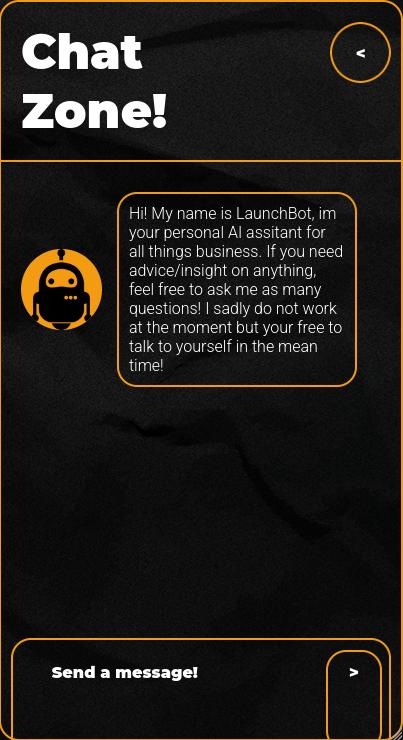 Chat
<
Zone!
Hi! My name is LaunchBot, im
your personal AI assitant for
all things business. If you need
advice/insight on anything,
feel free to ask me as many
questions! I sadly do not work
at the moment but your free to
talk to yourself in the mean
time!
Send a message!
>